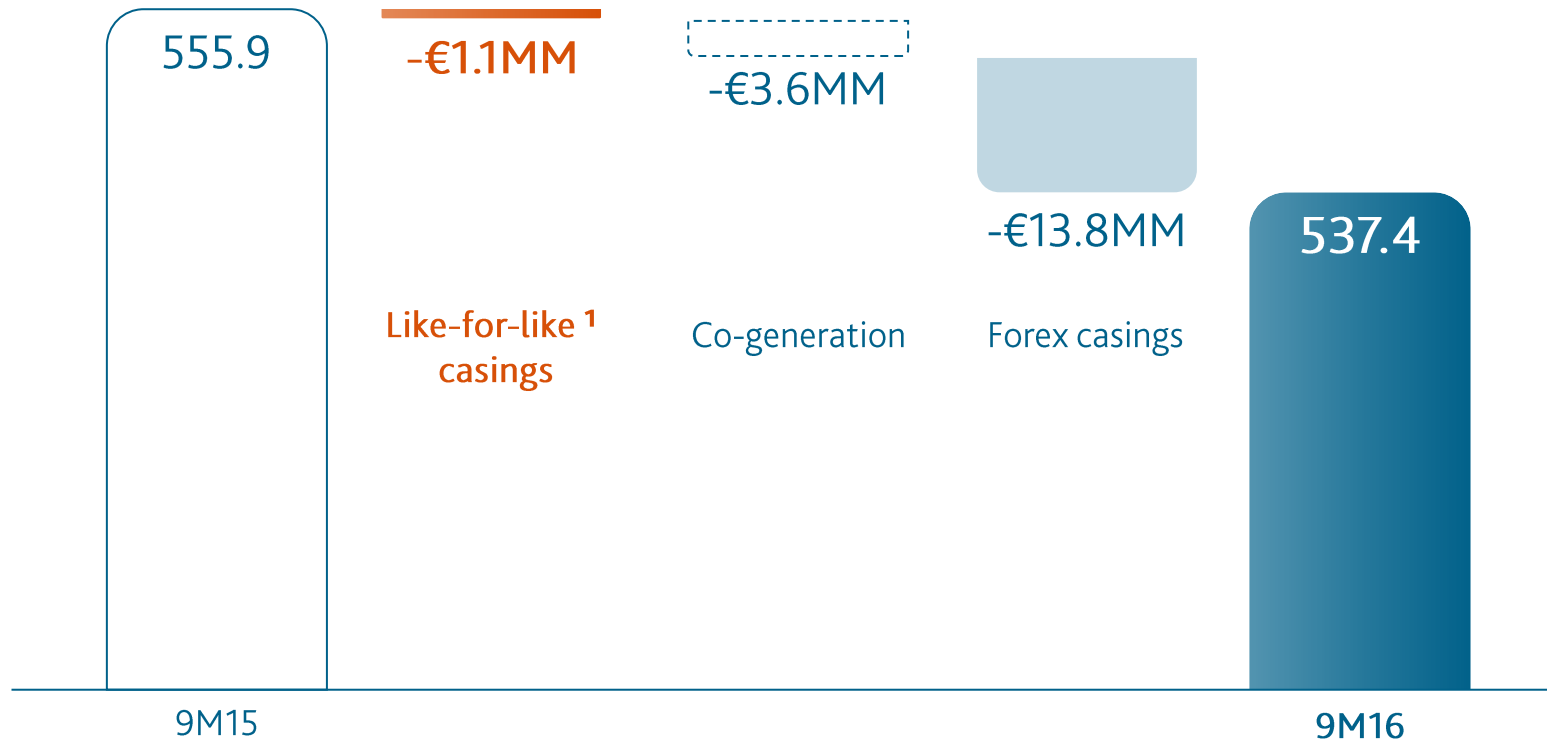 555.9
-€1.1MM
-€3.6MM
-€13.8MM
537.4
Like-for-like ¹
casings
Co-generation
Forex casings
9M15
9M16